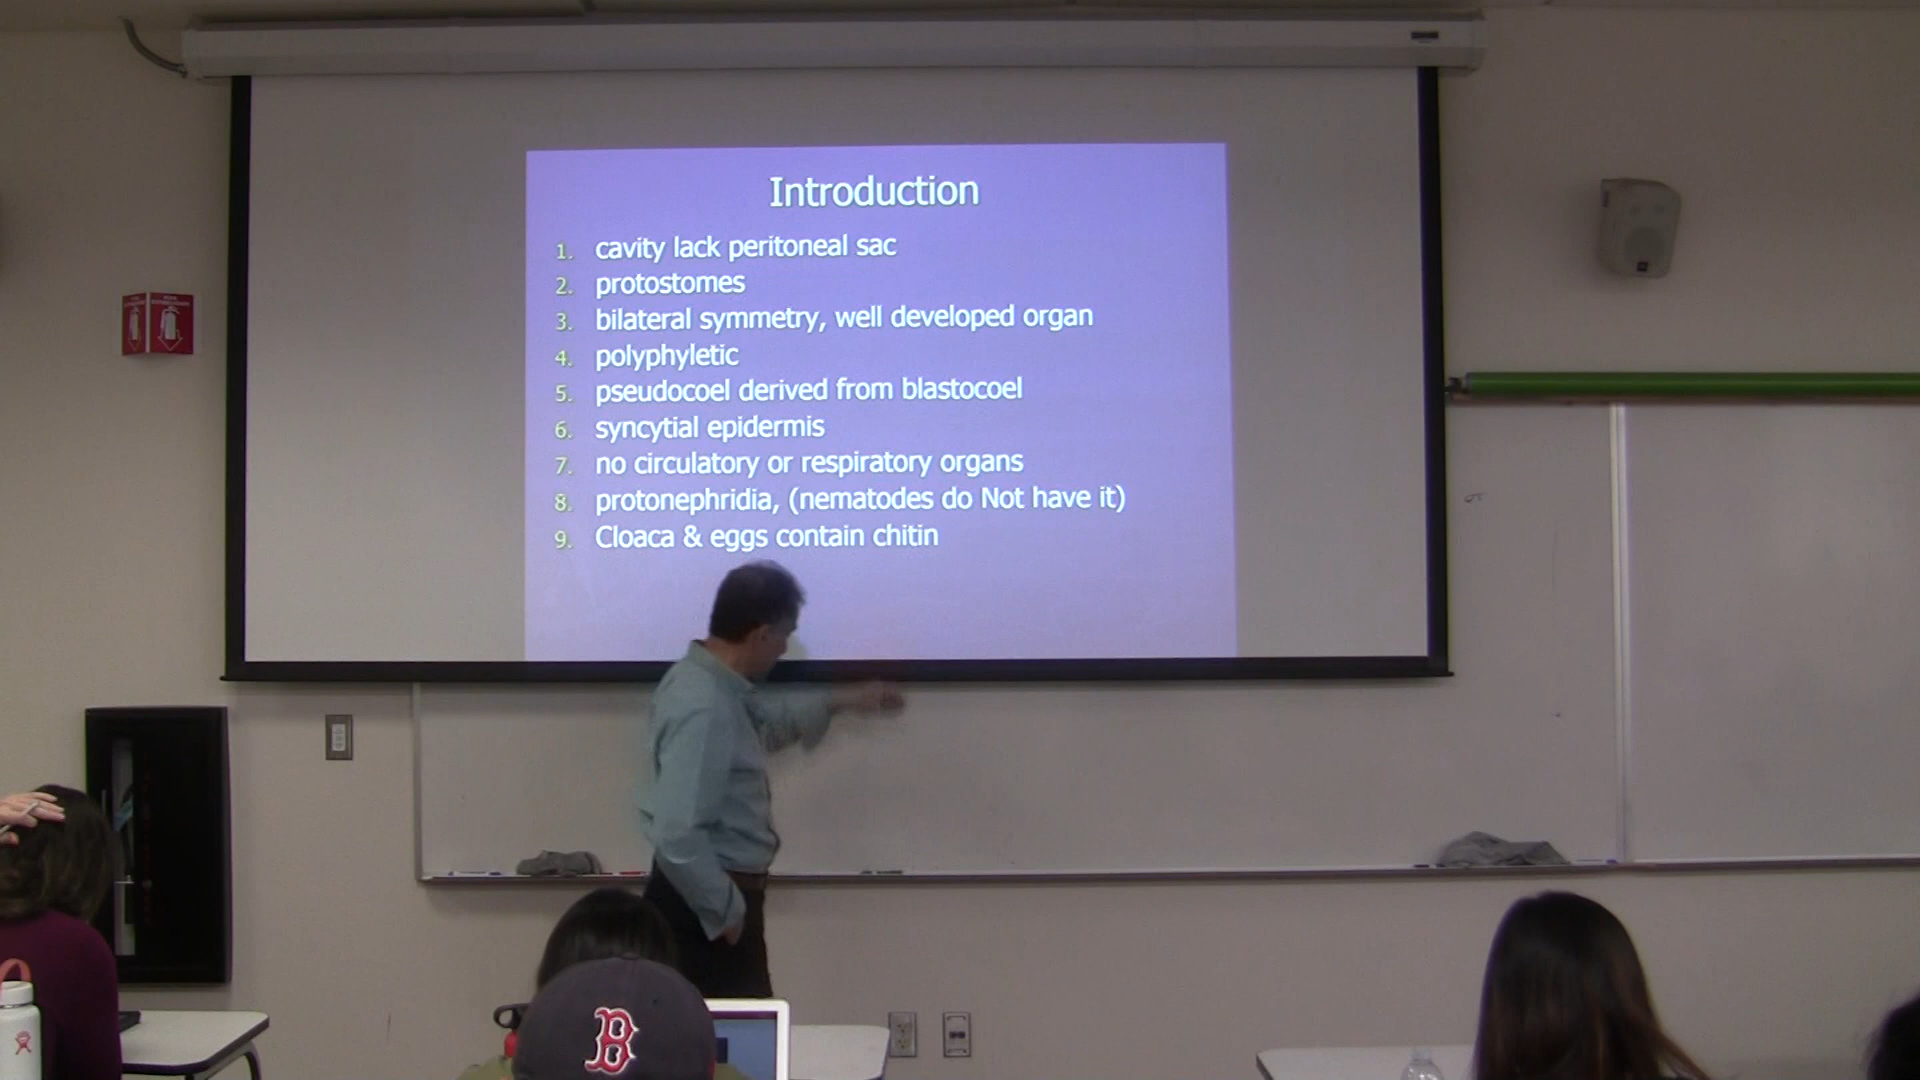 Introduction
1. cavity lack peritoneal sac
2. protostomes
3. bilateral symmetry, well developed organ
4. polyphyletic
5. pseudocoel derived from blastocoel
6. syncytial epidermis
7. no circulatory or respiratory organs
8. protonephridia, (nematodes do Not have it)
9. Cloaca & eggs contain chitin
B